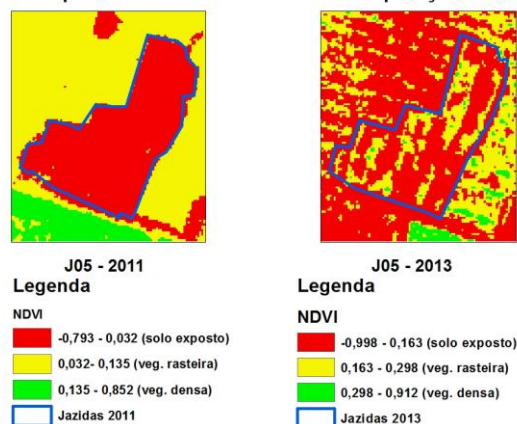 J05 - 2011
Legenda
NDVI
-0,793 - 0,032 (solo exposto)
0,032- 0,135 (veg. rasteira)
0,135 - 0,852 (veg. densa)
Jazidas 2011
J05 - 2013
Legenda
NDVI
-0,998 - 0,163 (solo exposto)
0,163 - 0,298 (veg. rasteira)
0,298 - 0,912 (veg. densa)
Jazidas 2013